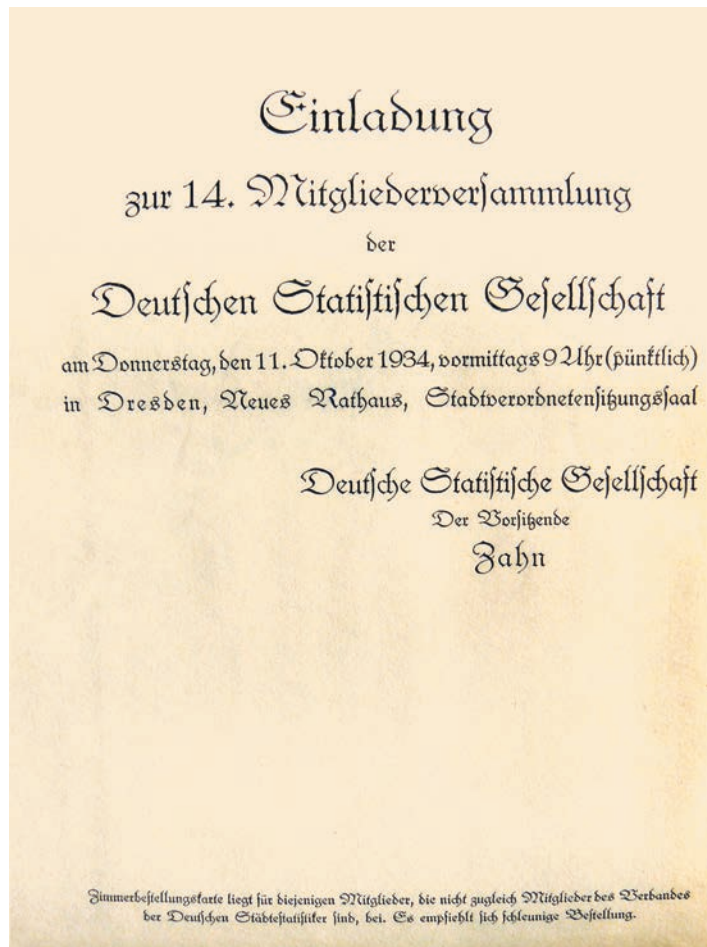 Einladung
zur 14. Mitgliederversammlung
der
Deutschen Statistischen Gesellschaft
am Donnerstag, den 11. Oktober 1934, vormittags 9 Uhr (pünktlich)
in Dresden, Neues Rathaus, Stadtverordnetensitzungssaal
Deutsche Statistische Gesellschaft
Der Vorsitzende
Zahn
Zimmerbestellungskarte liegt für diejenigen Mitglieder, die nicht zugleich Mitglieder des Verbandes
der Deutschen Städtestatistiker sind, bei. Es empfiehlt sich schleunige Bestellung.